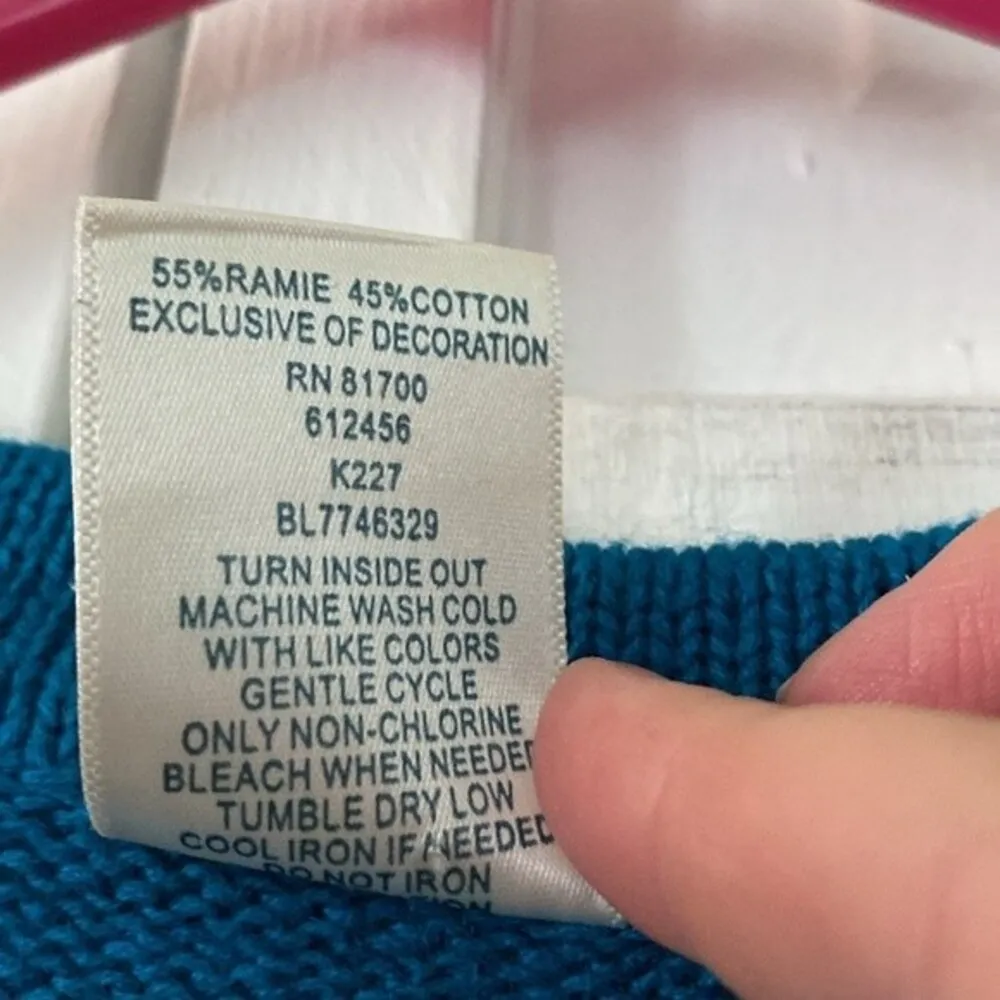 55%RAMIE 45%COTTON
EXCLUSIVE OF DECORATION
RN 81700
612456
K227
BL7746329
TURN INSIDE OUT
MACHINE WASH COLD
WITH LIKE COLORS
GENTLE CYCLE
ONLY NON-CHLORINE
BLEACH WHEN NEEDED
TUMBLE DRY LOW
COOL IRON IF NEEDED
DO NOT IRON